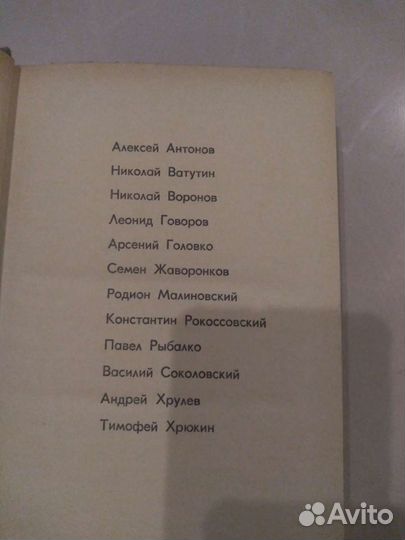 Алексей Антонов
Николай Ватутин
Николай Воронов
Леонид Говоров
Арсений Головко
Семен Жаворонков
Родион Малиновский
Константин Рокоссовский
Павел Рыбалко
Василий Соколовский
Андрей Хрулев
Тимофей Хрюкин
Avito